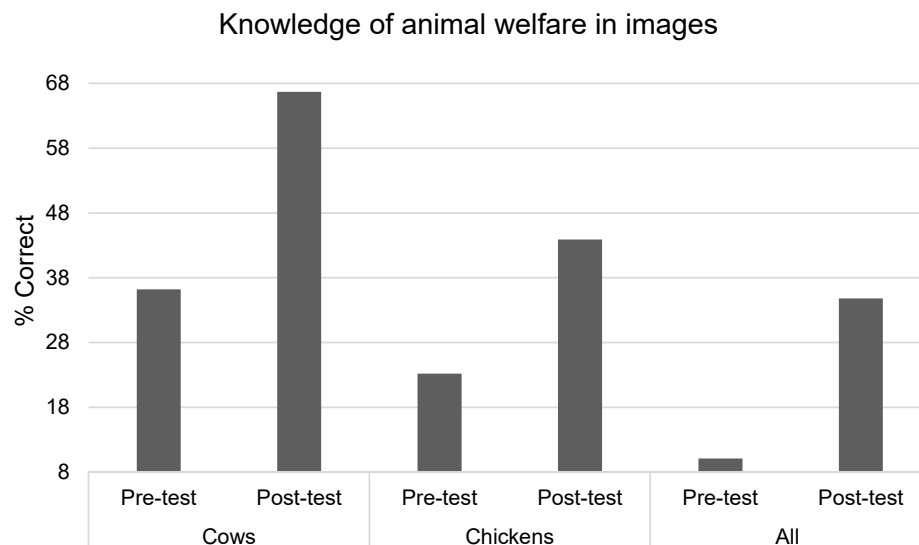 Knowledge of animal welfare in images
% Correct
68
58
48
38
28
18
8
Pre-test Post-test Pre-test Post-test Pre-test Post-test
Cows Chickens All